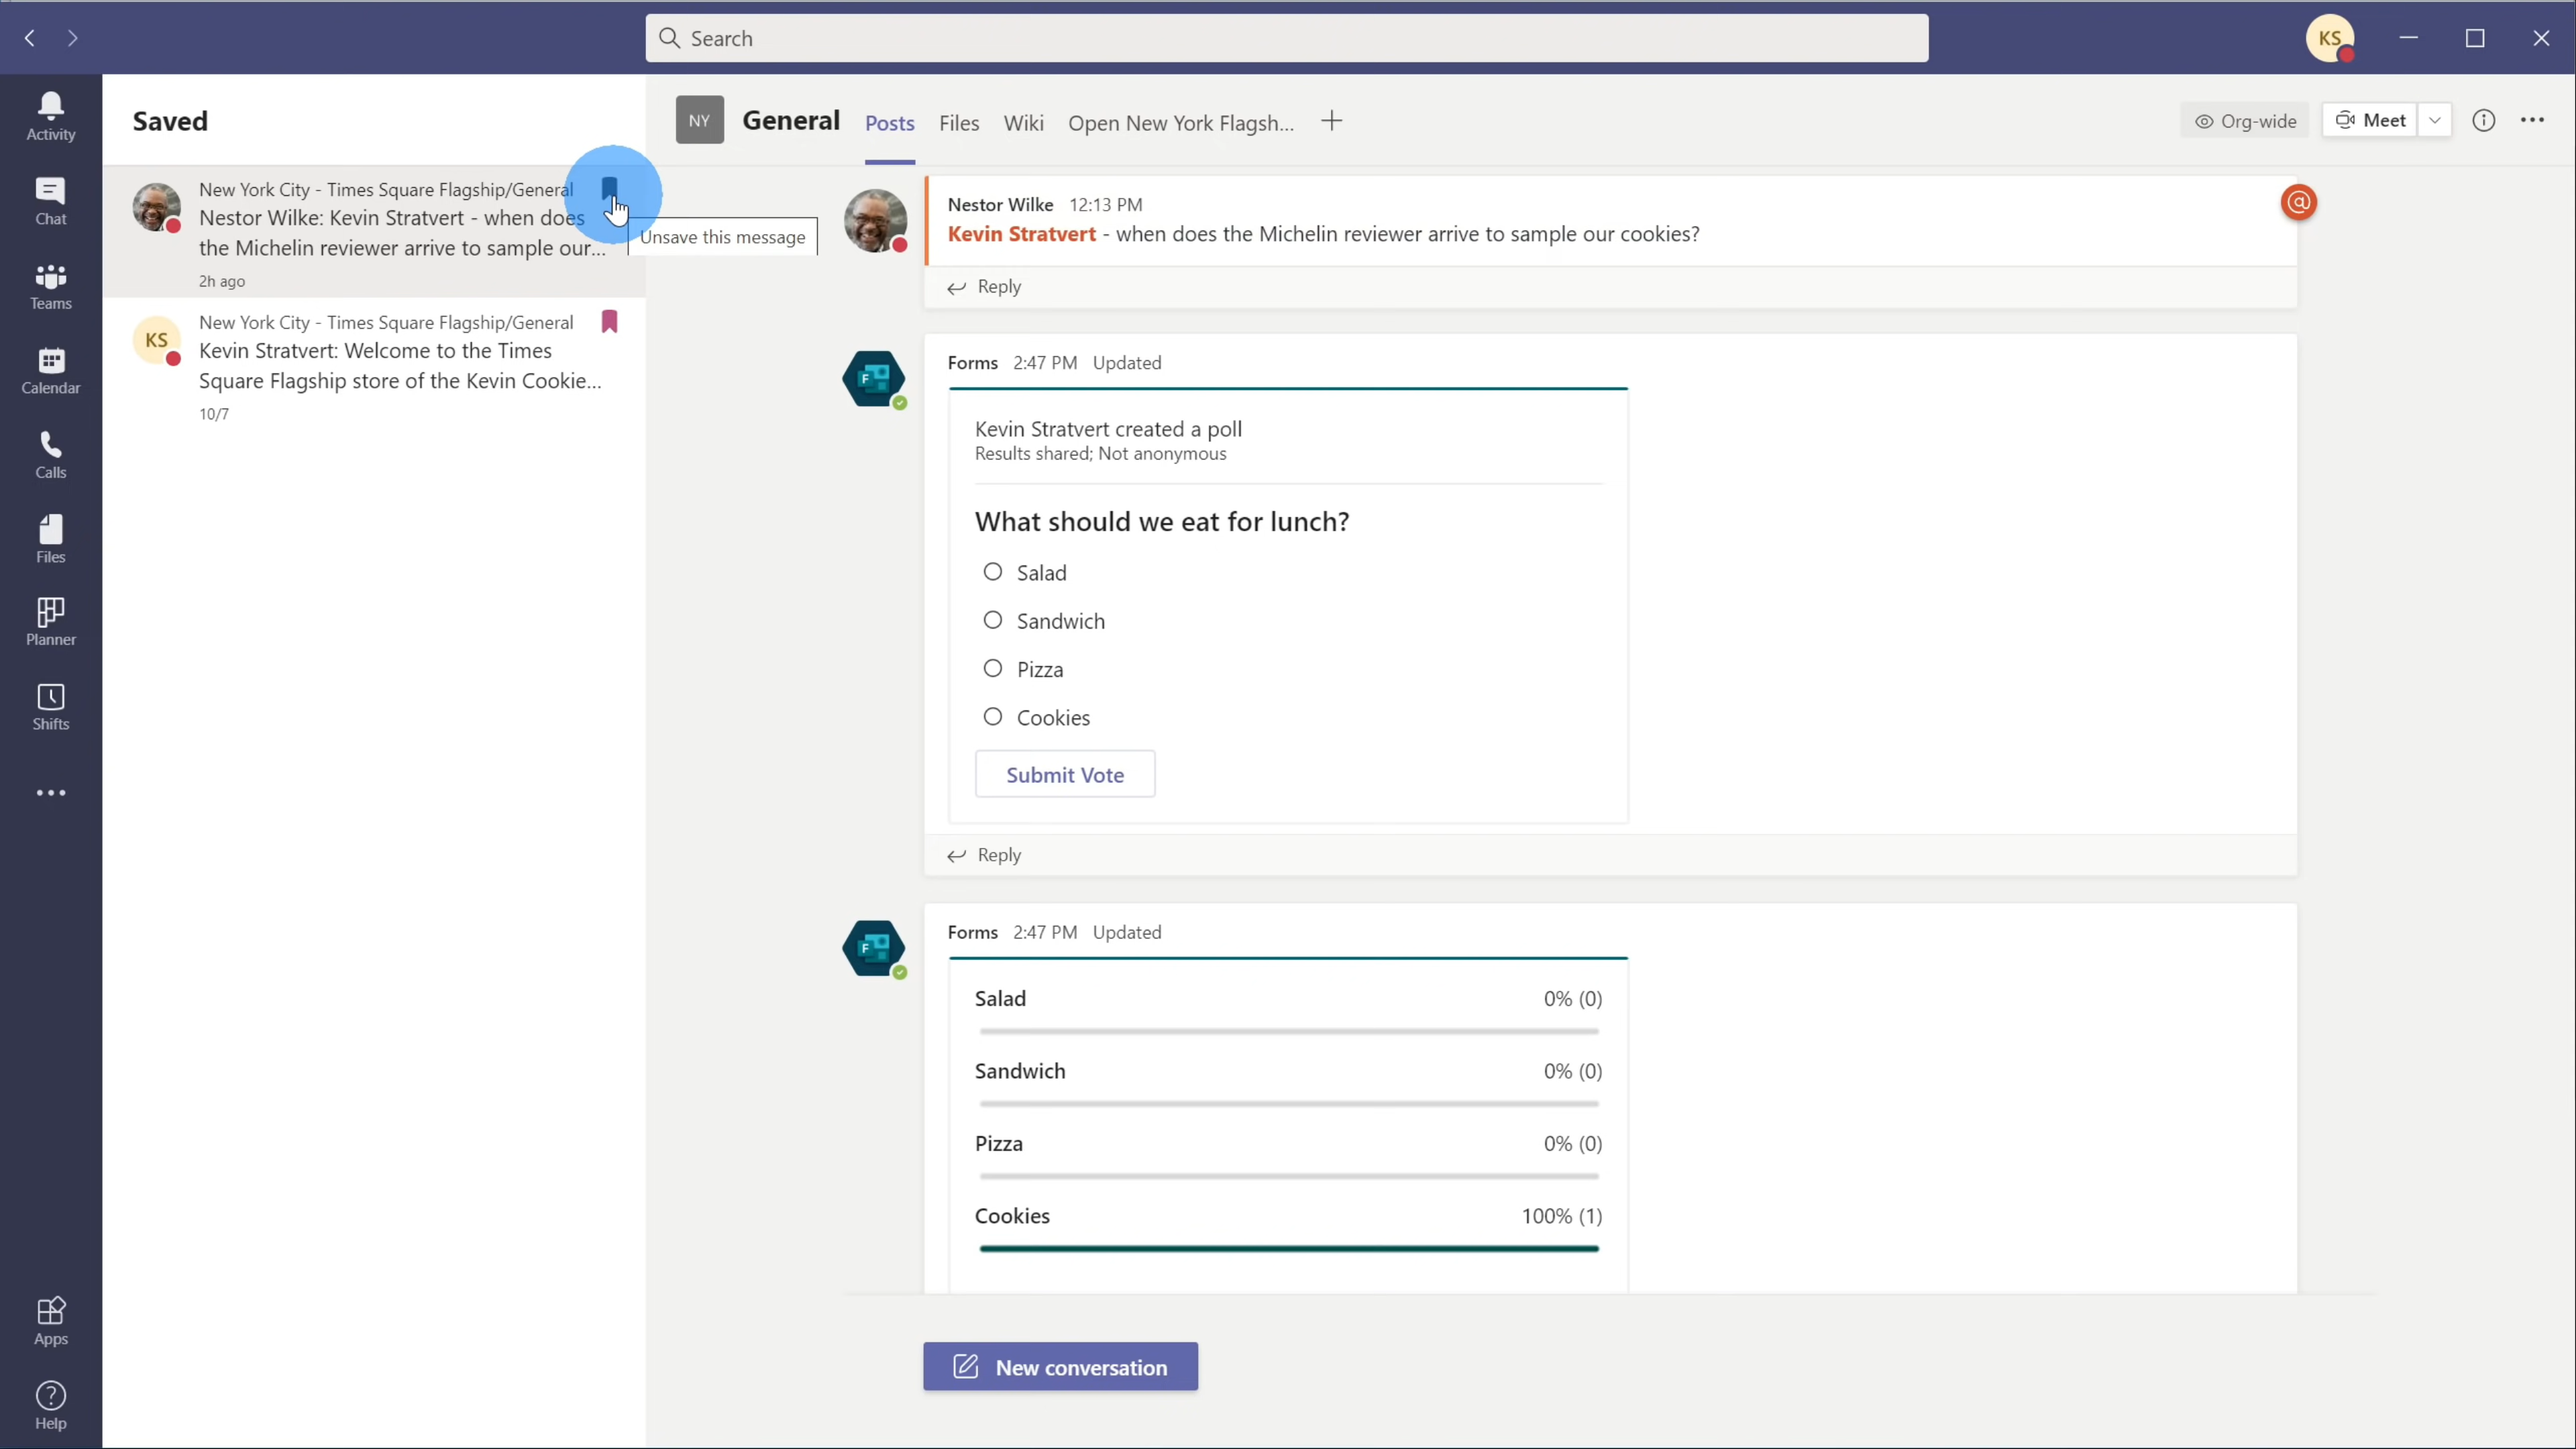 Search
KS
Activity
Chat
Teams
Calendar
Calls
Files
Planner
Shifts
Apps
Help
Saved
New York City - Times Square Flagship/General
Nestor Wilke: Kevin Stratvert - when does
the Michelin reviewer arrive to sample our...
2h ago
Unsave this message
KS
New York City - Times Square Flagship/General
Kevin Stratvert: Welcome to the Times
Square Flagship store of the Kevin Cookie...
10/7
NY General Posts Files Wiki Open New York Flagsh...
Org-wide
Meet
Nestor Wilke 12:13 PM
Kevin Stratvert - when does the Michelin reviewer arrive to sample our cookies?
@
Reply
F
Forms 2:47 PM Updated
Kevin Stratvert created a poll
Results shared; Not anonymous
What should we eat for lunch?
Salad
Sandwich
Pizza
Cookies
Submit Vote
Reply
F
Forms 2:47 PM Updated
Salad 0% (0)
Sandwich 0% (0)
Pizza 0% (0)
Cookies 100% (1)
New conversation